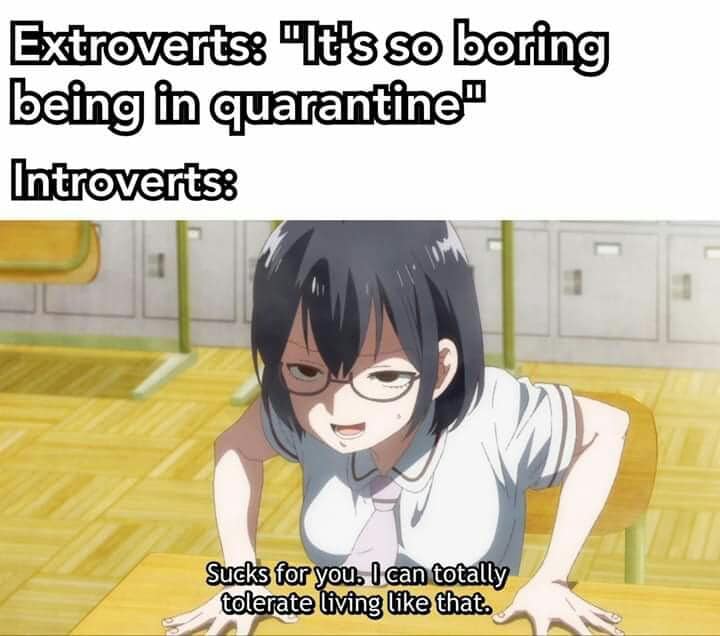 Extroverts: "It's so boring
being in quarantine"
Introverts:
Sucks for you. I can totally
tolerate living like that.